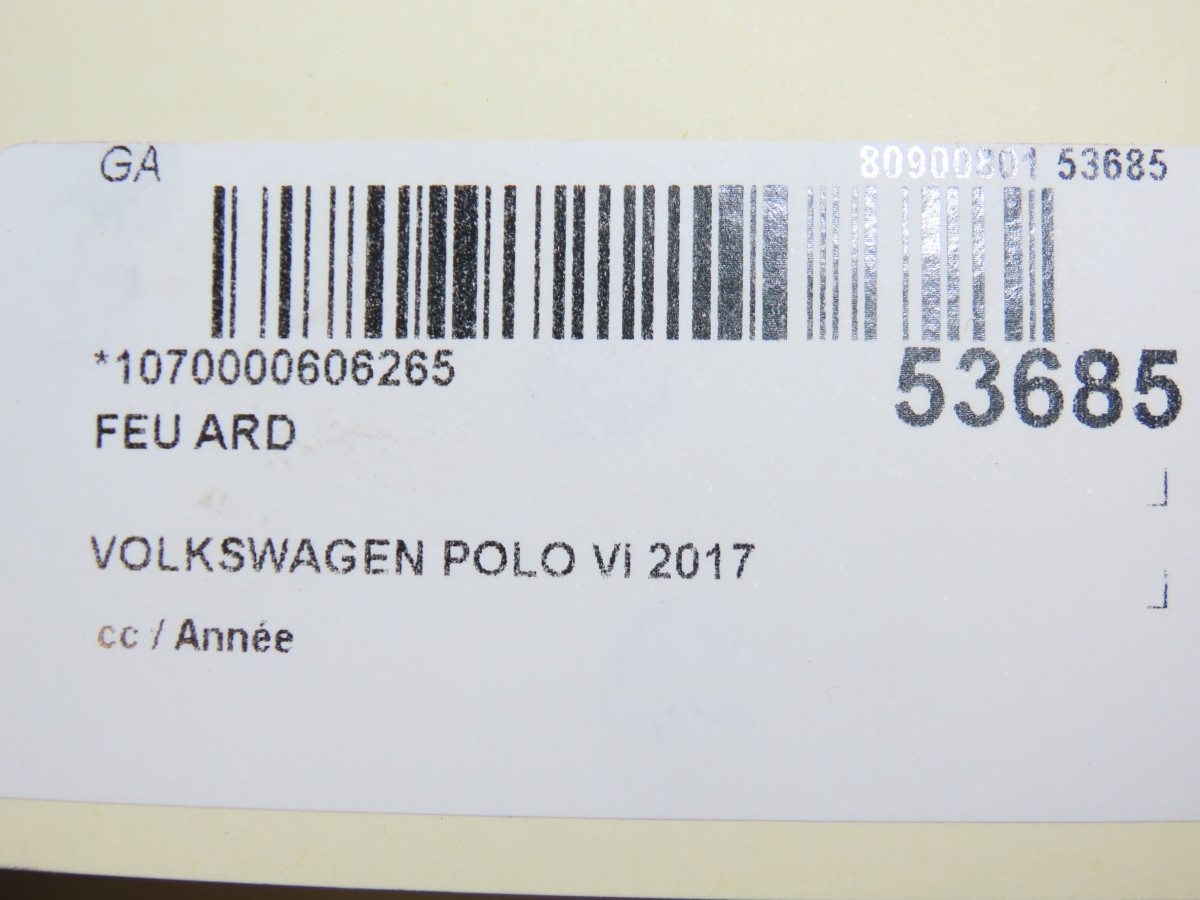 GA 80900801 53685
*1070000606265 53685
FEU ARD
VOLKSWAGEN POLO Vi 2017
cc / Année